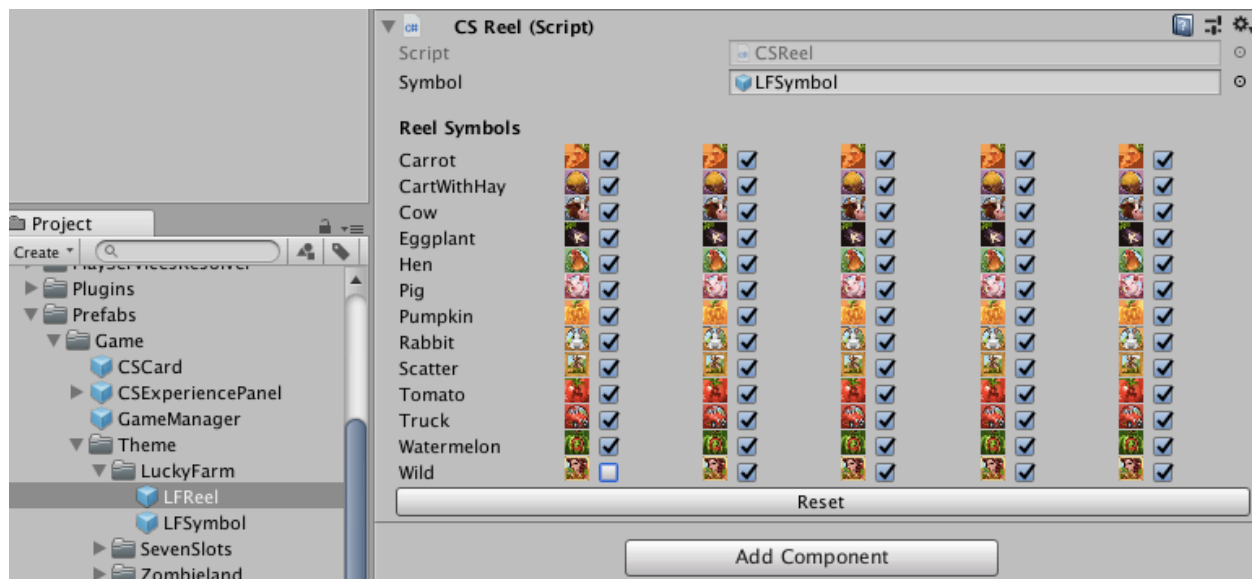 CS Reel (Script)
Script
CSReel
Symbol
LFSymbol
Reel Symbols
Carrot
CartWithHay
Cow
Eggplant
Hen
Pig
Pumpkin
Rabbit
Scatter
Tomato
Truck
Watermelon
Wild
Reset
Add Component
Project
Create
PlayServicesResolver
Plugins
Prefabs
Game
CSCard
CSExperiencePanel
GameManager
Theme
LuckyFarm
LFReel
LFSymbol
SevenSlots
Zombieland